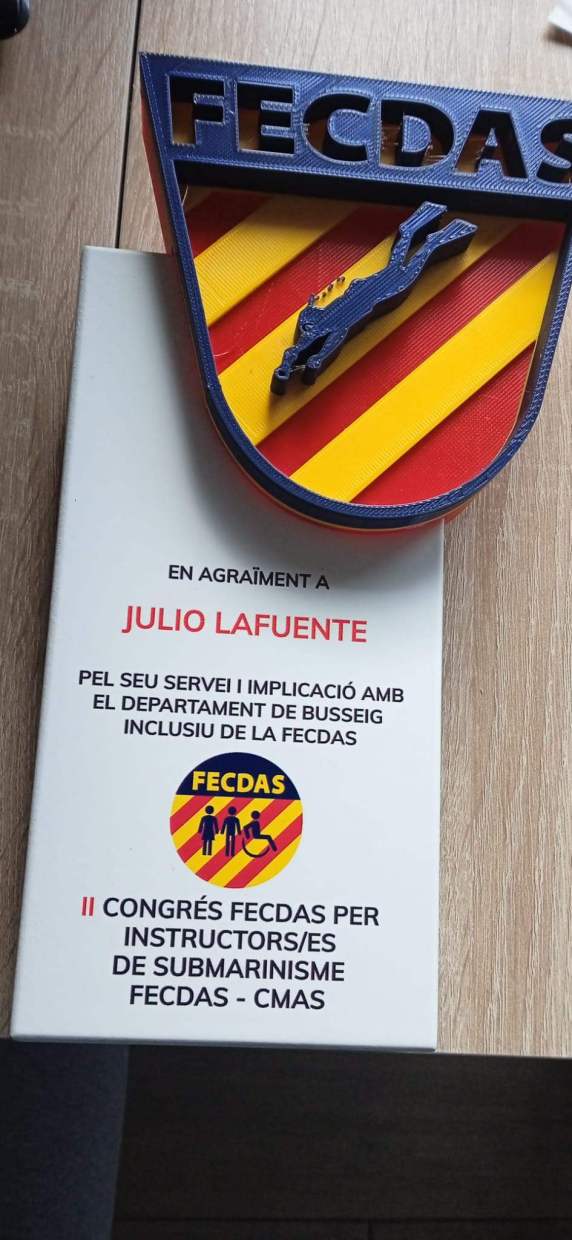 FECDAS
EN AGRAÏMENT A
JULIO LAFUENTE
PEL SEU SERVEI I IMPLICACIÓ AMB
EL DEPARTAMENT DE BUSSEIG
INCLUSIU DE LA FECDAS
FECDAS
II CONGRÉS FECDAS PER
INSTRUCTORS/ES
DE SUBMARINISME
FECDAS - CMAS